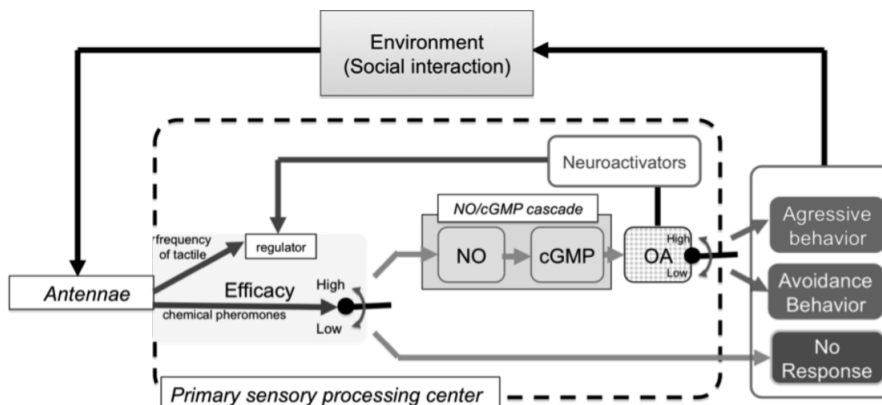 Environment
(Social interaction)
Neuroactivators
NO/cGMP cascade
frequency
of tactile
regulator
NO
cGMP
OA
High
Low
Agressive
behavior
Antennae
Efficacy
High
chemical pheromones
Low
Avoidance
Behavior
No
Response
Primary sensory processing center